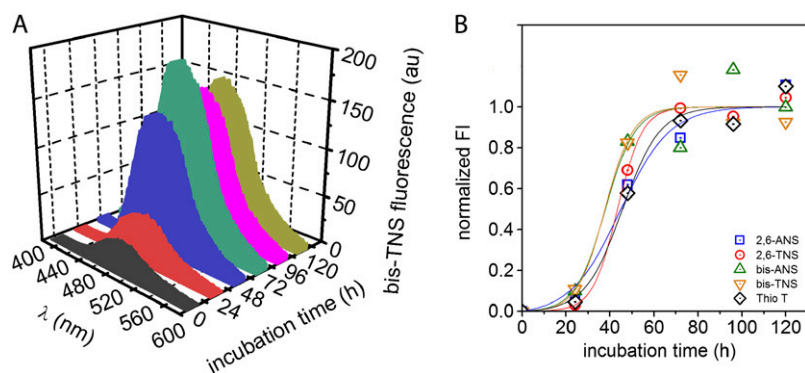 A
200
150
100
50
0
bis-TNS fluorescence (au)
400
440
480
520
560
600
λ (nm)
0
24
48
72
96
120
incubation time (h)
B
1.0
0.8
0.6
0.4
0.2
0.0
normalized FI
0
20
40
60
80
100
120
incubation time (h)
2,6-ANS
2,6-TNS
bis-ANS
bis-TNS
Thio T